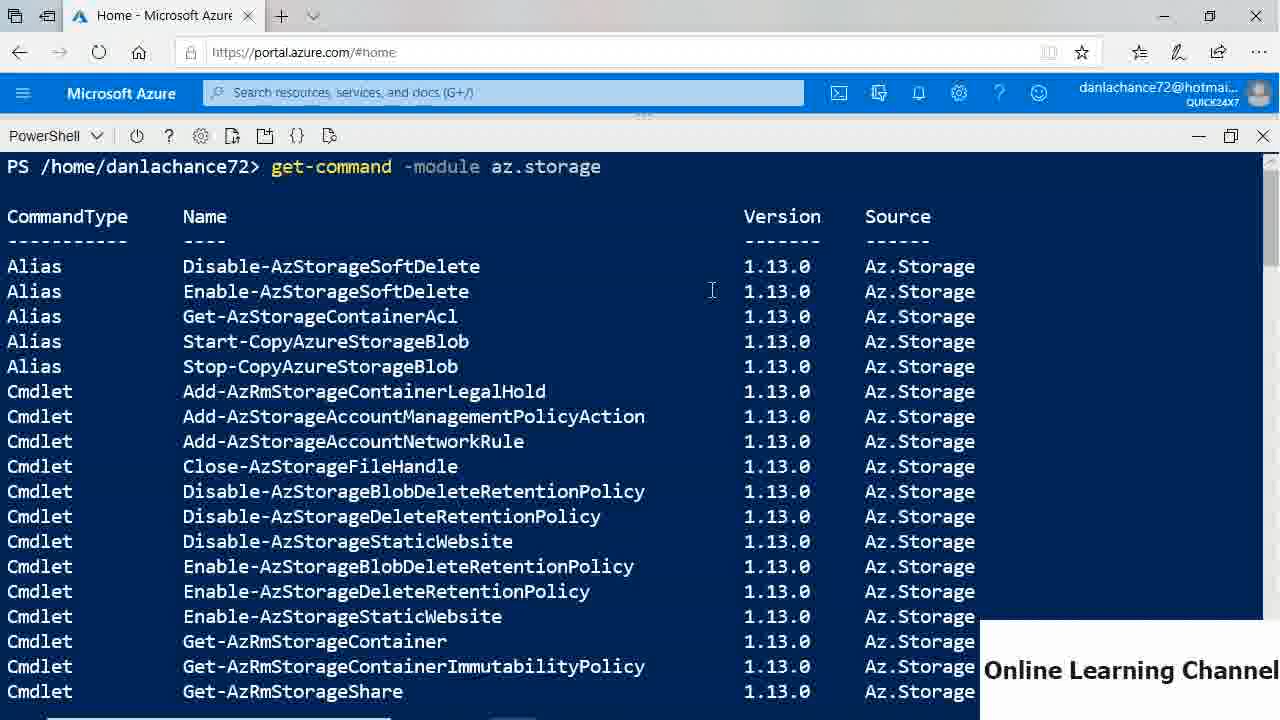 Home - Microsoft Azure
https://portal.azure.com/#home
Microsoft Azure
Search resources, services, and docs (G+/)
danlachance72@hotmai...
QUICK24X7
PowerShell
PS /home/danlachance72> get-command -module az.storage
CommandType Name Version Source
----------- ---- ------- ------
Alias Disable-AzStorageSoftDelete 1.13.0 Az.Storage
Alias Enable-AzStorageSoftDelete 1.13.0 Az.Storage
Alias Get-AzStorageContainerAcl 1.13.0 Az.Storage
Alias Start-CopyAzureStorageBlob 1.13.0 Az.Storage
Alias Stop-CopyAzureStorageBlob 1.13.0 Az.Storage
Cmdlet Add-AzRmStorageContainerLegalHold 1.13.0 Az.Storage
Cmdlet Add-AzStorageAccountManagementPolicyAction 1.13.0 Az.Storage
Cmdlet Add-AzStorageAccountNetworkRule 1.13.0 Az.Storage
Cmdlet Close-AzStorageFileHandle 1.13.0 Az.Storage
Cmdlet Disable-AzStorageBlobDeleteRetentionPolicy 1.13.0 Az.Storage
Cmdlet Disable-AzStorageDeleteRetentionPolicy 1.13.0 Az.Storage
Cmdlet Disable-AzStorageStaticWebsite 1.13.0 Az.Storage
Cmdlet Enable-AzStorageBlobDeleteRetentionPolicy 1.13.0 Az.Storage
Cmdlet Enable-AzStorageDeleteRetentionPolicy 1.13.0 Az.Storage
Cmdlet Enable-AzStorageStaticWebsite 1.13.0 Az.Storage
Cmdlet Get-AzRmStorageContainer 1.13.0 Az.Storage
Cmdlet Get-AzRmStorageContainerImmutabilityPolicy 1.13.0 Az.Storage
Cmdlet Get-AzRmStorageShare 1.13.0 Az.Storage
Online Learning Channel